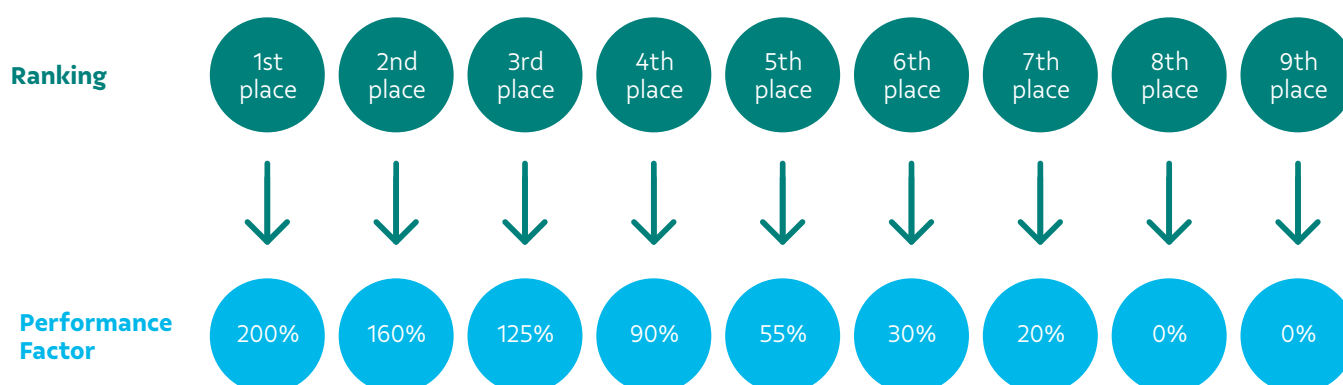 Ranking
1st
place
2nd
place
3rd
place
4th
place
5th
place
6th
place
7th
place
8th
place
9th
place
Performance
Factor
200%
160%
125%
90%
55%
30%
20%
0%
0%